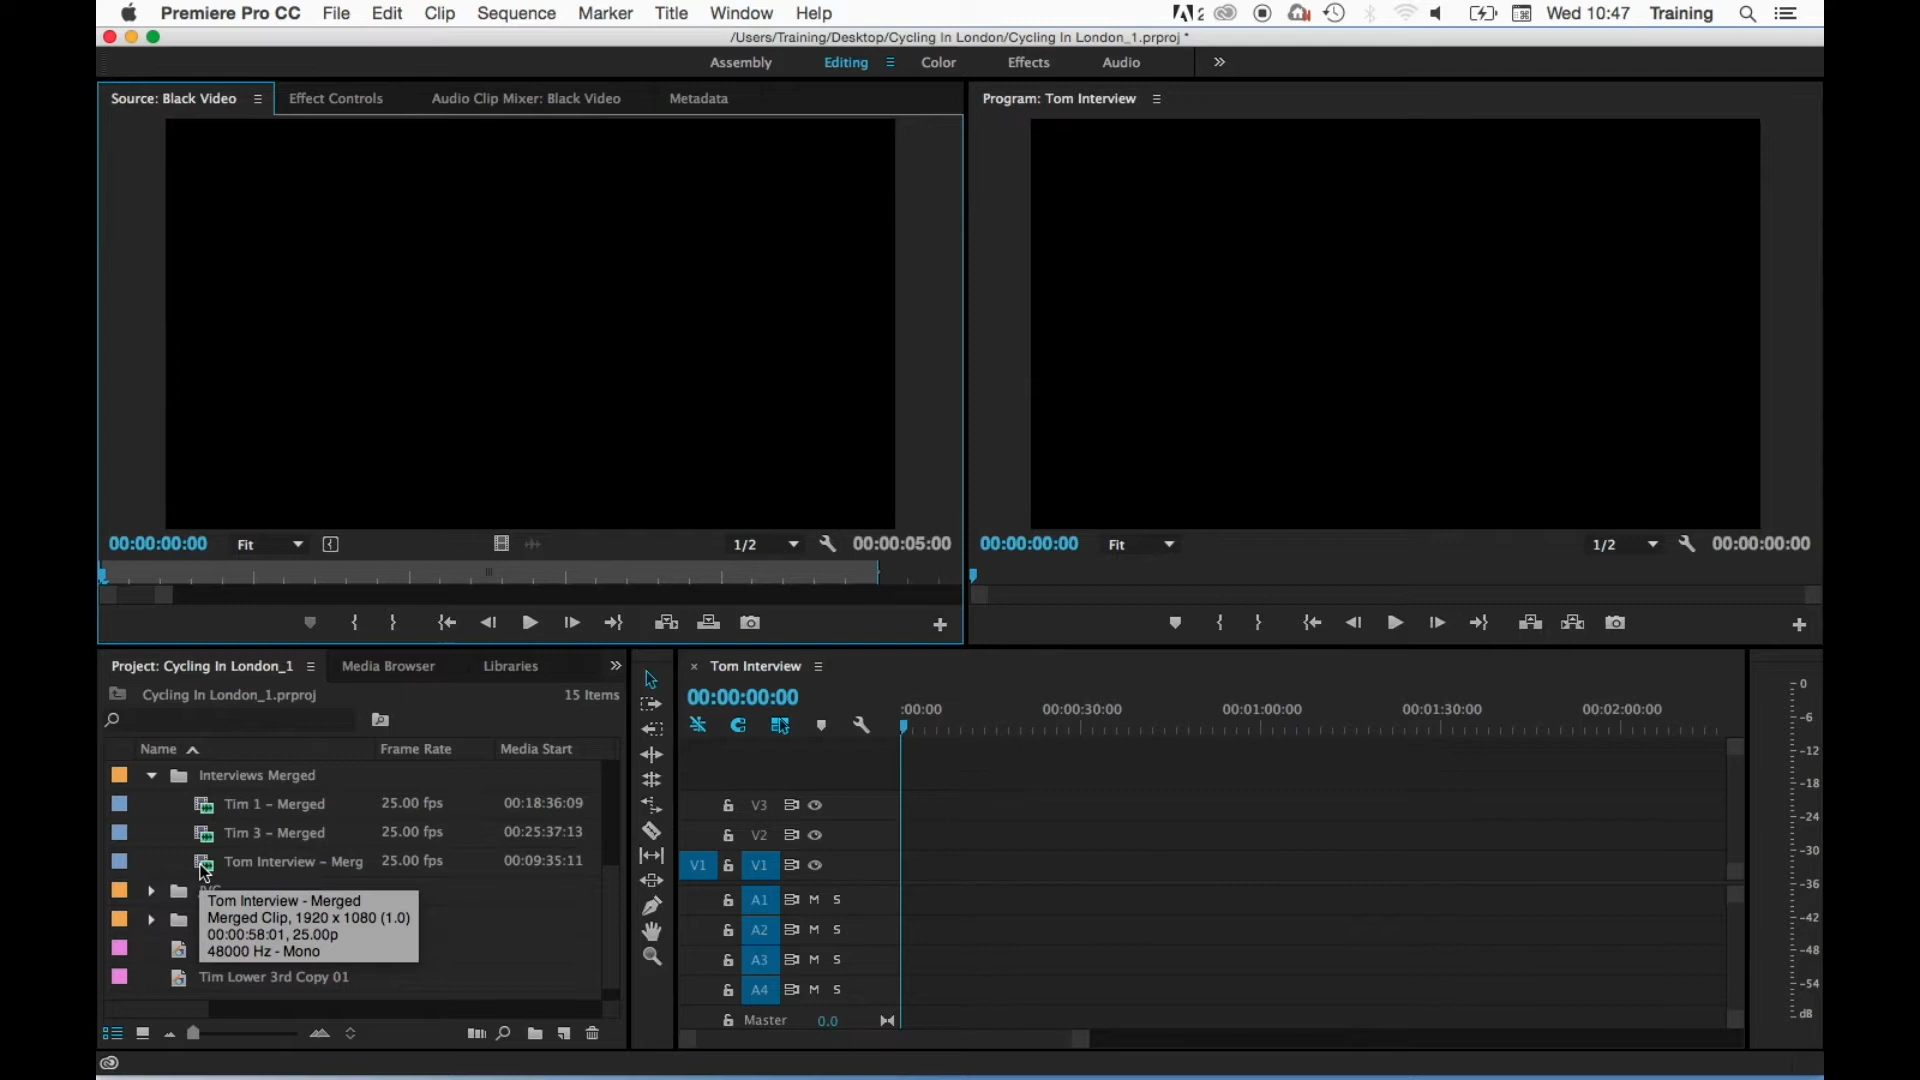 Premiere Pro CC File Edit Clip Sequence Marker Title Window Help 2 Wed 10:47 Training
/Users/Training/Desktop/Cycling In London/Cycling In London_1.prproj *
Assembly Editing Color Effects Audio
Source: Black Video Effect Controls Audio Clip Mixer: Black Video Metadata Program: Tom Interview
00:00:00:00 Fit 1/2 00:00:05:00 00:00:00:00 Fit 1/2 00:00:00:00
Project: Cycling In London_1 Media Browser Libraries
Cycling In London_1.prproj 15 Items
Name Frame Rate Media Start
Interviews Merged
Tim 1 – Merged 25.00 fps 00:18:36:09
Tim 3 – Merged 25.00 fps 00:25:37:13
Tom Interview – Merg 25.00 fps 00:09:35:11
Tom Interview - Merged
Merged Clip, 1920 x 1080 (1.0)
00:00:58:01, 25.00p
48000 Hz - Mono
Tim Lower 3rd Copy 01
× Tom Interview
00:00:00:00
:00:00 00:00:30:00 00:01:00:00 00:01:30:00 00:02:00:00
V3
V2
V1 V1
A1 M S
A2 M S
A3 M S
A4 M S
Master 0.0
0
-6
-12
-18
-24
-30
-36
-42
-48
-54
dB